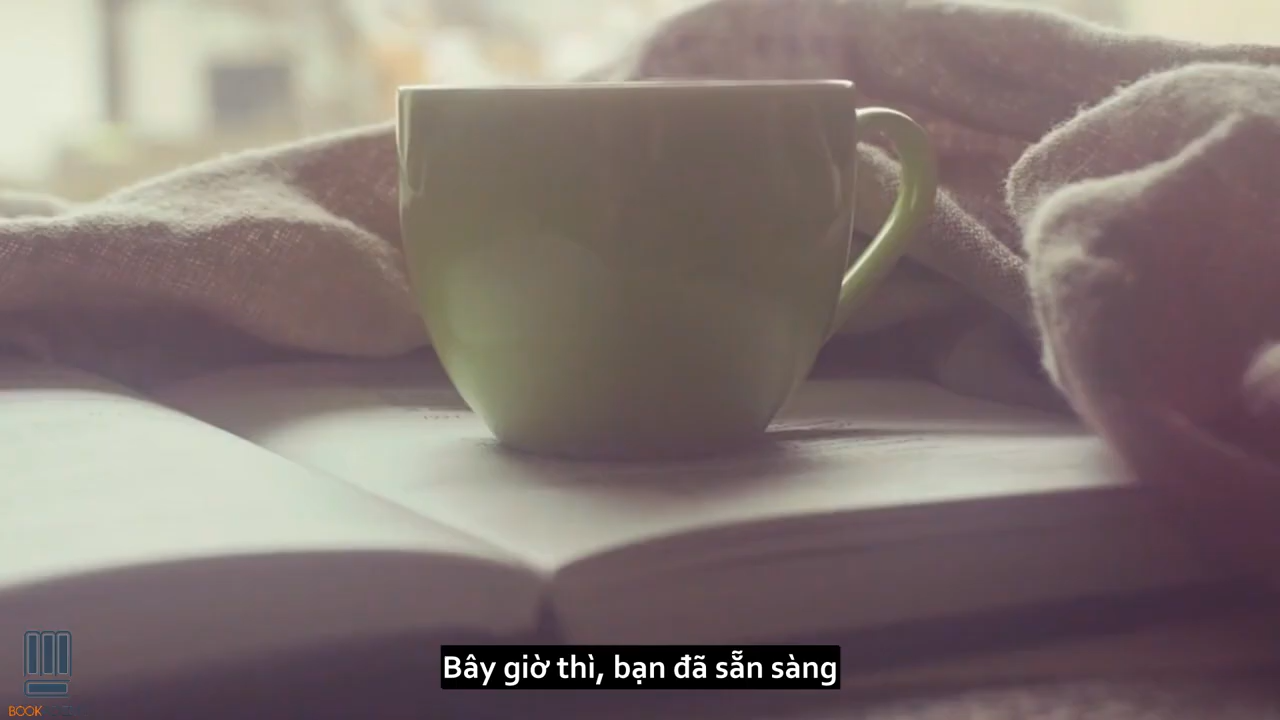 Bây giờ thì, bạn đã sẵn sàng
BOOK